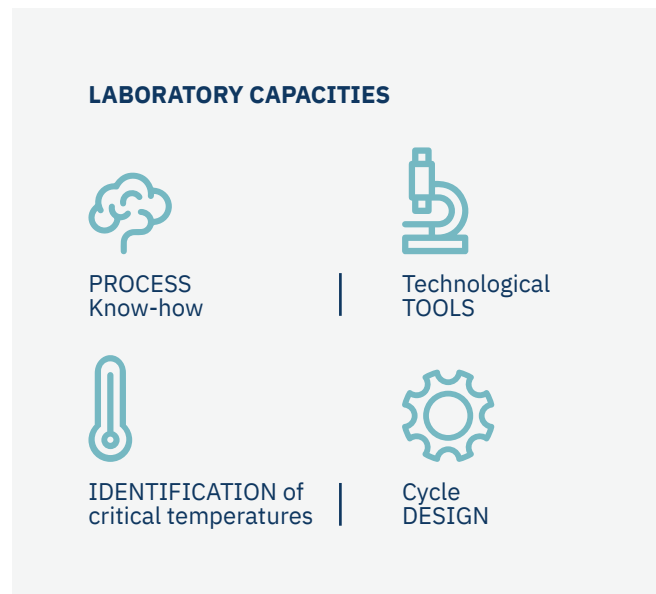 LABORATORY CAPACITIES
PROCESS
Know-how
Technological
TOOLS
IDENTIFICATION of
critical temperatures
Cycle
DESIGN